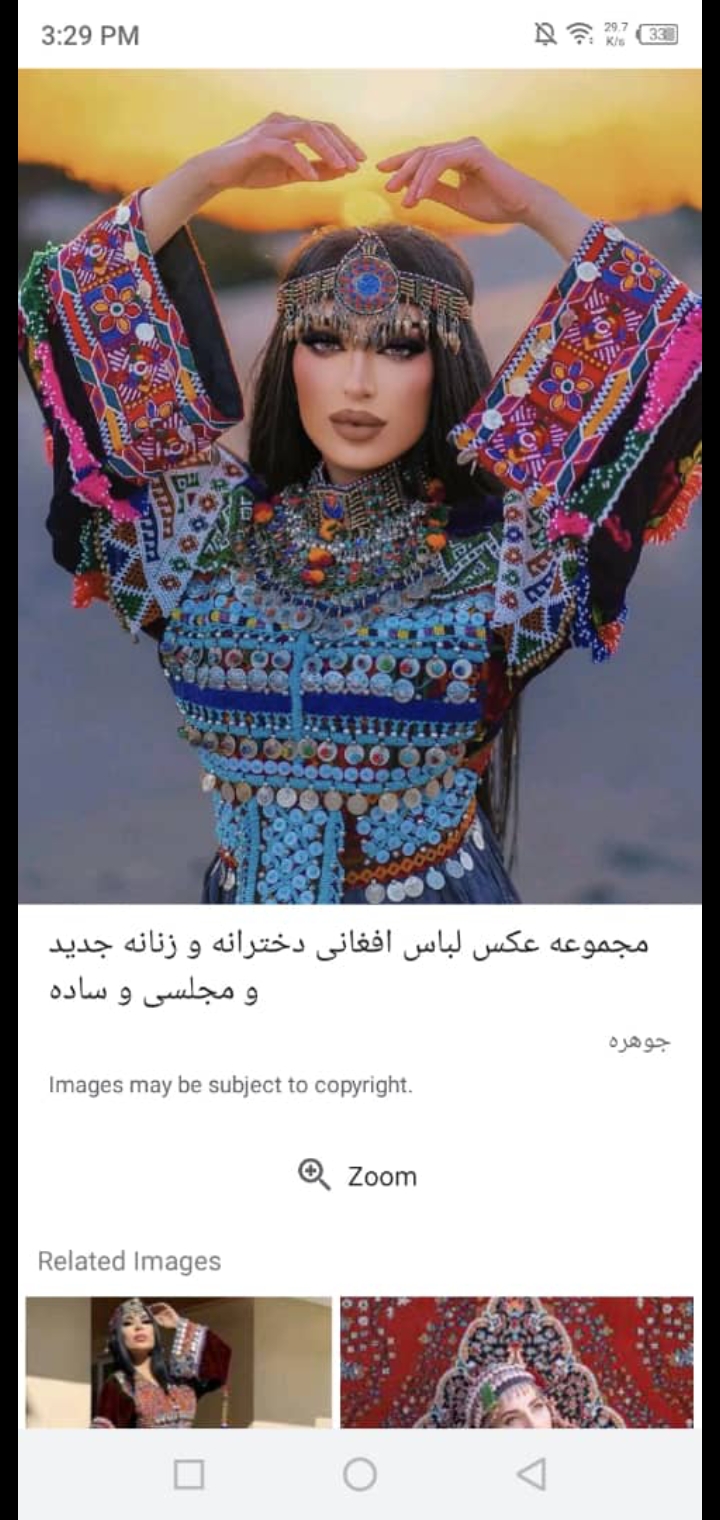 3:29 PM
29.7
K/s
33
مجموعه عکس لباس افغانی دخترانه و زنانه جدید
و مجلسی و ساده
جوهره
Images may be subject to copyright.
Zoom
Related Images